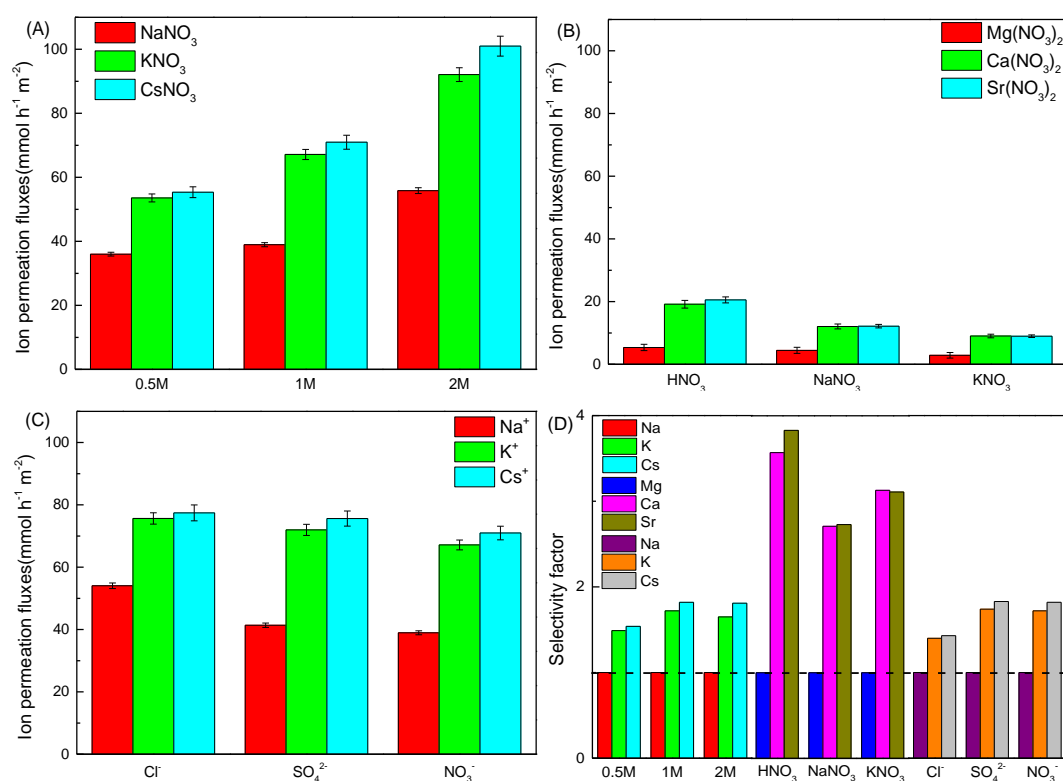 (A)
NaNO₃
KNO₃
CsNO₃
Ion permeation fluxes(mmol h⁻¹ m⁻²)
100
80
60
40
20
0
0.5M 1M 2M
(B)
Mg(NO₃)₂
Ca(NO₃)₂
Sr(NO₃)₂
Ion permeation fluxes(mmol h⁻¹ m⁻²)
100
80
60
40
20
0
HNO₃ NaNO₃ KNO₃
(C)
Na⁺
K⁺
Cs⁺
Ion permeation fluxes(mmol h⁻¹ m⁻²)
100
80
60
40
20
0
Cl⁻ SO₄²⁻ NO₃⁻
(D)
Na
K
Cs
Mg
Ca
Sr
Na
K
Cs
Selectivity factor
4
2
0
0.5M 1M 2M HNO₃ NaNO₃ KNO₃ Cl⁻ SO₄²⁻ NO₃⁻